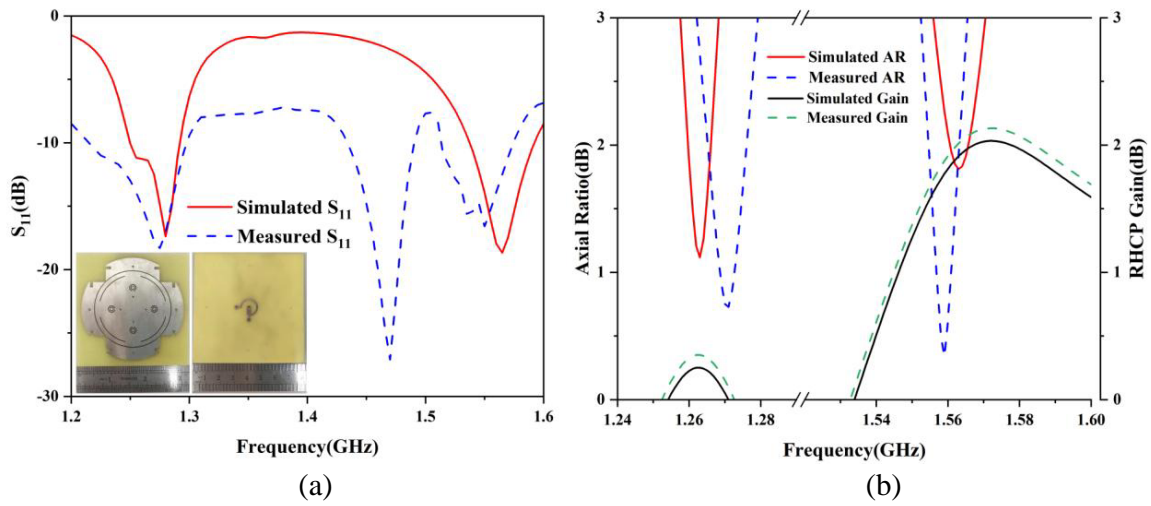 0
-10
-20
-30
S11(dB)
Simulated S11
Measured S11
1.2
1.3
1.4
1.5
1.6
Frequency(GHz)
(a)
3
2
1
0
Axial Ratio(dB)
Simulated AR
Measured AR
Simulated Gain
Measured Gain
3
2
1
0
RHCP Gain(dB)
1.24
1.26
1.28
1.54
1.56
1.58
1.60
Frequency(GHz)
(b)